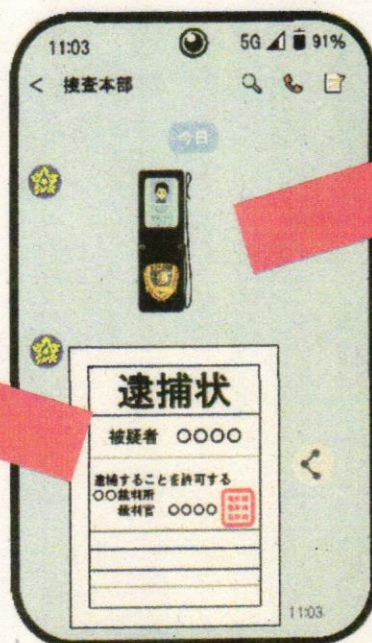 11:03 5G 91%
< 捜査本部
今日
逮捕状
被疑者 〇〇〇〇
逮捕することを許可する
〇〇裁判所
裁判官 〇〇〇〇
11:03